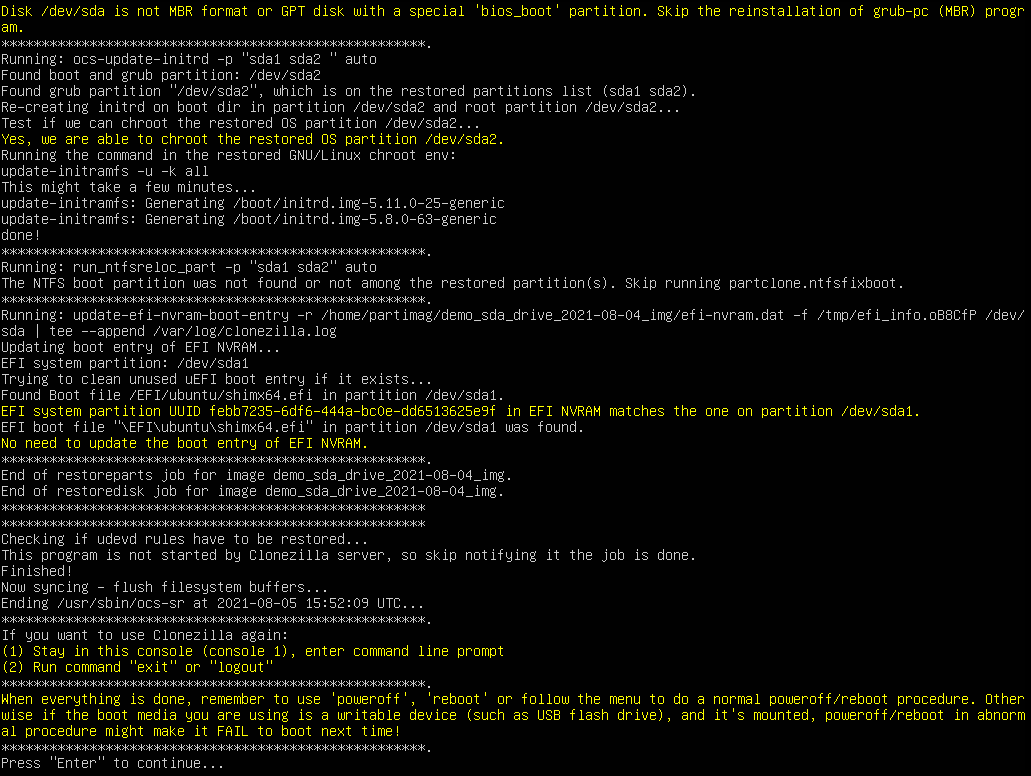 Disk /dev/sda is not MBR format or GPT disk with a special 'bios_boot' partition. Skip the reinstallation of grub-pc (MBR) progr
am.
*****************************************************.
Running: ocs-update-initrd -p "sda1 sda2 " auto
Found boot and grub partition: /dev/sda2
Found grub partition "/dev/sda2", which is on the restored partitions list (sda1 sda2).
Re-creating initrd on boot dir in partition /dev/sda2 and root partition /dev/sda2...
Test if we can chroot the restored OS partition /dev/sda2...
Yes, we are able to chroot the restored OS partition /dev/sda2.
Running the command in the restored GNU/Linux chroot env:
update-initramfs -u -k all
This might take a few minutes...
update-initramfs: Generating /boot/initrd.img-5.11.0-25-generic
update-initramfs: Generating /boot/initrd.img-5.8.0-63-generic
done!
*****************************************************.
Running: run_ntfsreloc_part -p "sda1 sda2" auto
The NTFS boot partition was not found or not among the restored partition(s). Skip running partclone.ntfsfixboot.
*****************************************************.
Running: update-efi-nvram-boot-entry -r /home/partimag/demo_sda_drive_2021-08-04_img/efi-nvram.dat -f /tmp/efi_info.oB8CfP /dev/
sda | tee --append /var/log/clonezilla.log
Updating boot entry of EFI NVRAM...
EFI system partition: /dev/sda1
Trying to clean unused uEFI boot entry if it exists...
Found Boot file /EFI/ubuntu/shimx64.efi in partition /dev/sda1.
EFI system partition UUID febb7235-6df6-444a-bc0e-dd6513625e9f in EFI NVRAM matches the one on partition /dev/sda1.
EFI boot file "\EFI\ubuntu\shimx64.efi" in partition /dev/sda1 was found.
No need to update the boot entry of EFI NVRAM.
*****************************************************.
End of restoreparts job for image demo_sda_drive_2021-08-04_img.
End of restoredisk job for image demo_sda_drive_2021-08-04_img.
*****************************************************
*****************************************************
Checking if udevd rules have to be restored...
This program is not started by Clonezilla server, so skip notifying it the job is done.
Finished!
Now syncing - flush filesystem buffers...
Ending /usr/sbin/ocs-sr at 2021-08-05 15:52:09 UTC...
*****************************************************.
If you want to use Clonezilla again:
(1) Stay in this console (console 1), enter command line prompt
(2) Run command "exit" or "logout"
*****************************************************.
When everything is done, remember to use 'poweroff', 'reboot' or follow the menu to do a normal poweroff/reboot procedure. Other
wise if the boot media you are using is a writable device (such as USB flash drive), and it's mounted, poweroff/reboot in abnorm
al procedure might make it FAIL to boot next time!
*****************************************************.
Press "Enter" to continue...